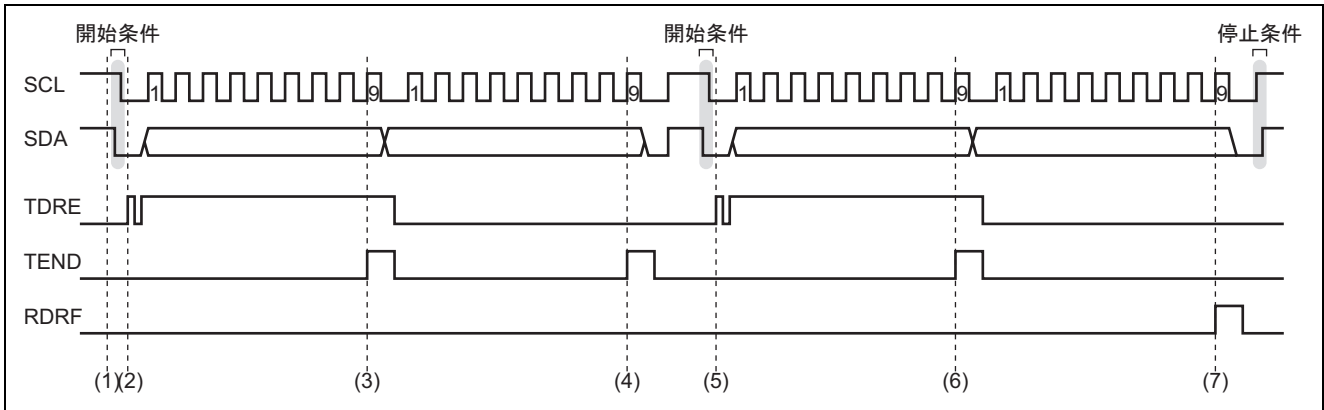 開始条件 開始条件 停止条件
SCL 1 9 1 9 1 9 1 9
SDA
TDRE
TEND
RDRF
(1)(2) (3) (4) (5) (6) (7)